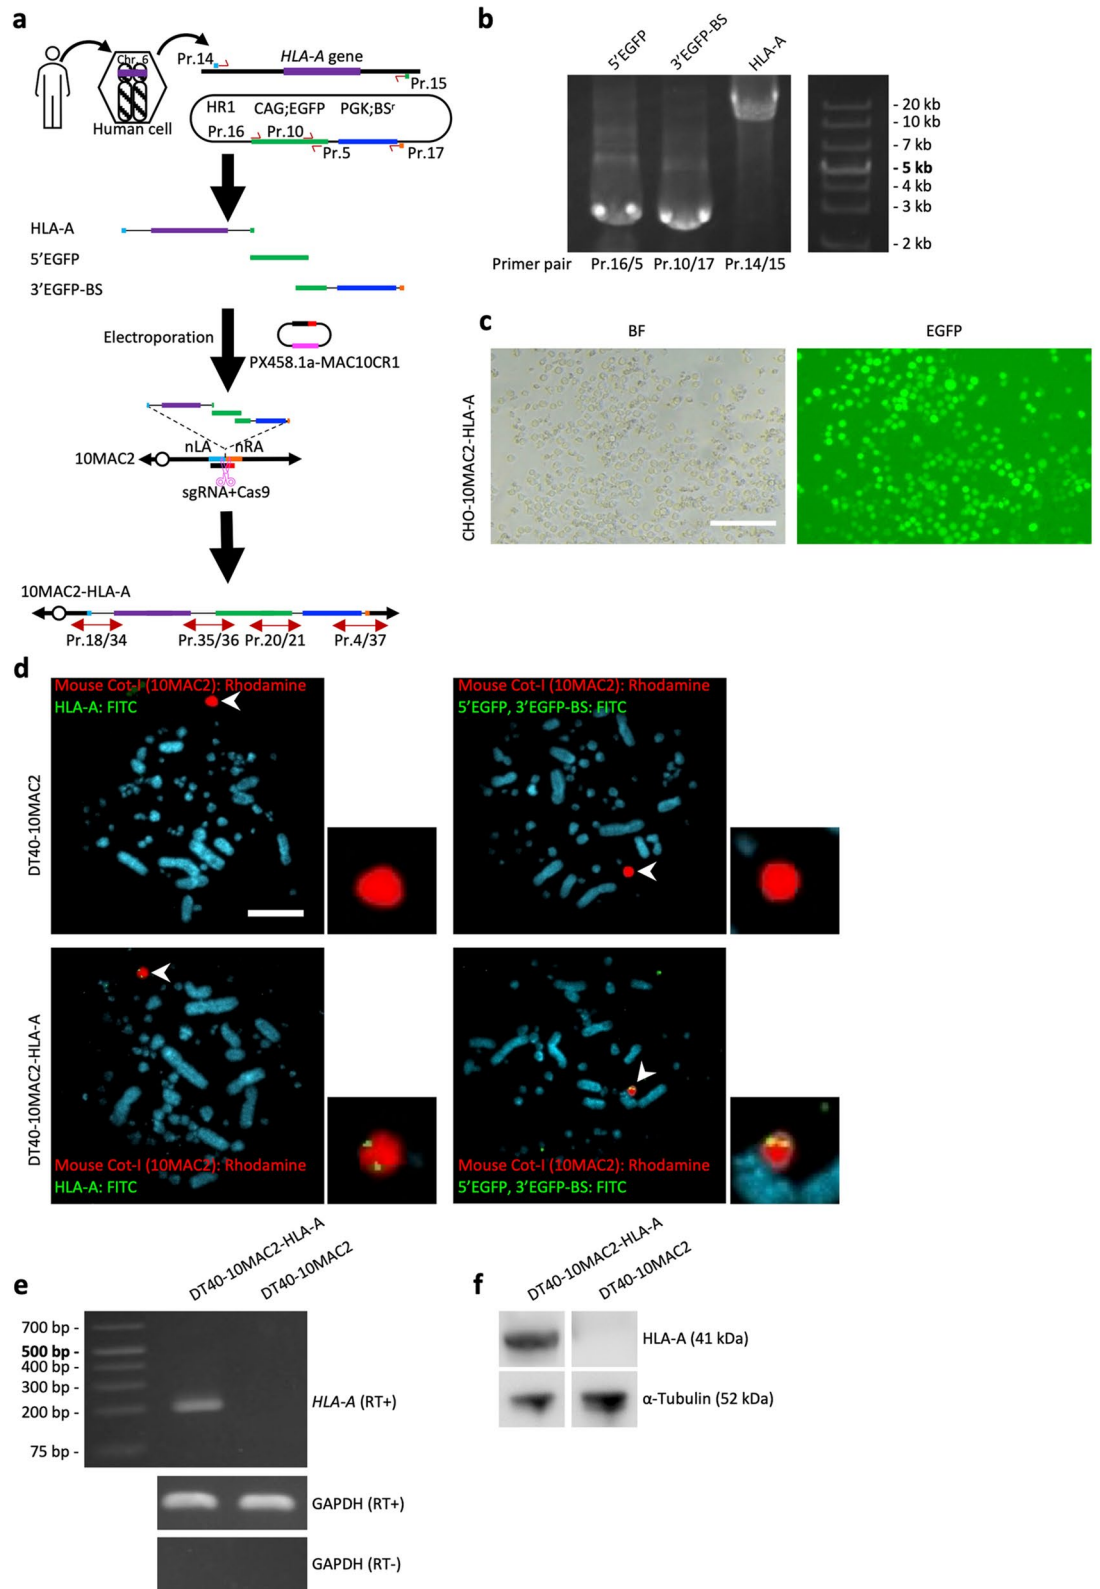 a
Chr. 6
Human cell
Pr.14
HLA-A gene
Pr.15
HR1 CAG;EGFP PGK;BSr
Pr.16 Pr.10
Pr.5 Pr.17
HLA-A
5’EGFP
3’EGFP-BS
Electroporation
PX458.1a-MAC10CR1
nLA nRA
10MAC2
sgRNA+Cas9
10MAC2-HLA-A
Pr.18/34 Pr.35/36 Pr.20/21 Pr.4/37
b
5’EGFP
3’EGFP-BS
HLA-A
- 20 kb
- 10 kb
- 7 kb
- 5 kb
- 4 kb
- 3 kb
- 2 kb
Primer pair Pr.16/5 Pr.10/17 Pr.14/15
c
BF EGFP
CHO-10MAC2-HLA-A
d
DT40-10MAC2
Mouse Cot-I (10MAC2): Rhodamine
HLA-A: FITC
Mouse Cot-I (10MAC2): Rhodamine
5’EGFP, 3’EGFP-BS: FITC
DT40-10MAC2-HLA-A
Mouse Cot-I (10MAC2): Rhodamine
HLA-A: FITC
Mouse Cot-I (10MAC2): Rhodamine
5’EGFP, 3’EGFP-BS: FITC
e
DT40-10MAC2-HLA-A
DT40-10MAC2
700 bp -
500 bp -
400 bp -
300 bp -
200 bp -
75 bp -
HLA-A (RT+)
GAPDH (RT+)
GAPDH (RT-)
f
DT40-10MAC2-HLA-A
DT40-10MAC2
HLA-A (41 kDa)
α-Tubulin (52 kDa)